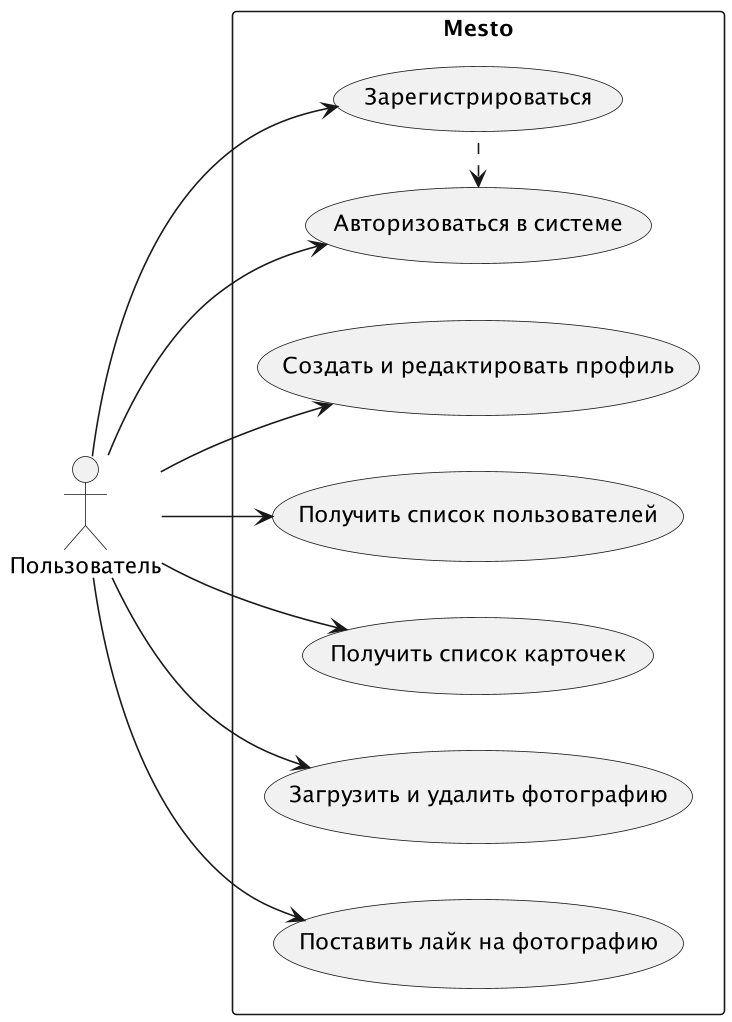 Mesto
Зарегистрироваться
Авторизоваться в системе
Создать и редактировать профиль
Получить список пользователей
Пользователь
Получить список карточек
Загрузить и удалить фотографию
Поставить лайк на фотографию